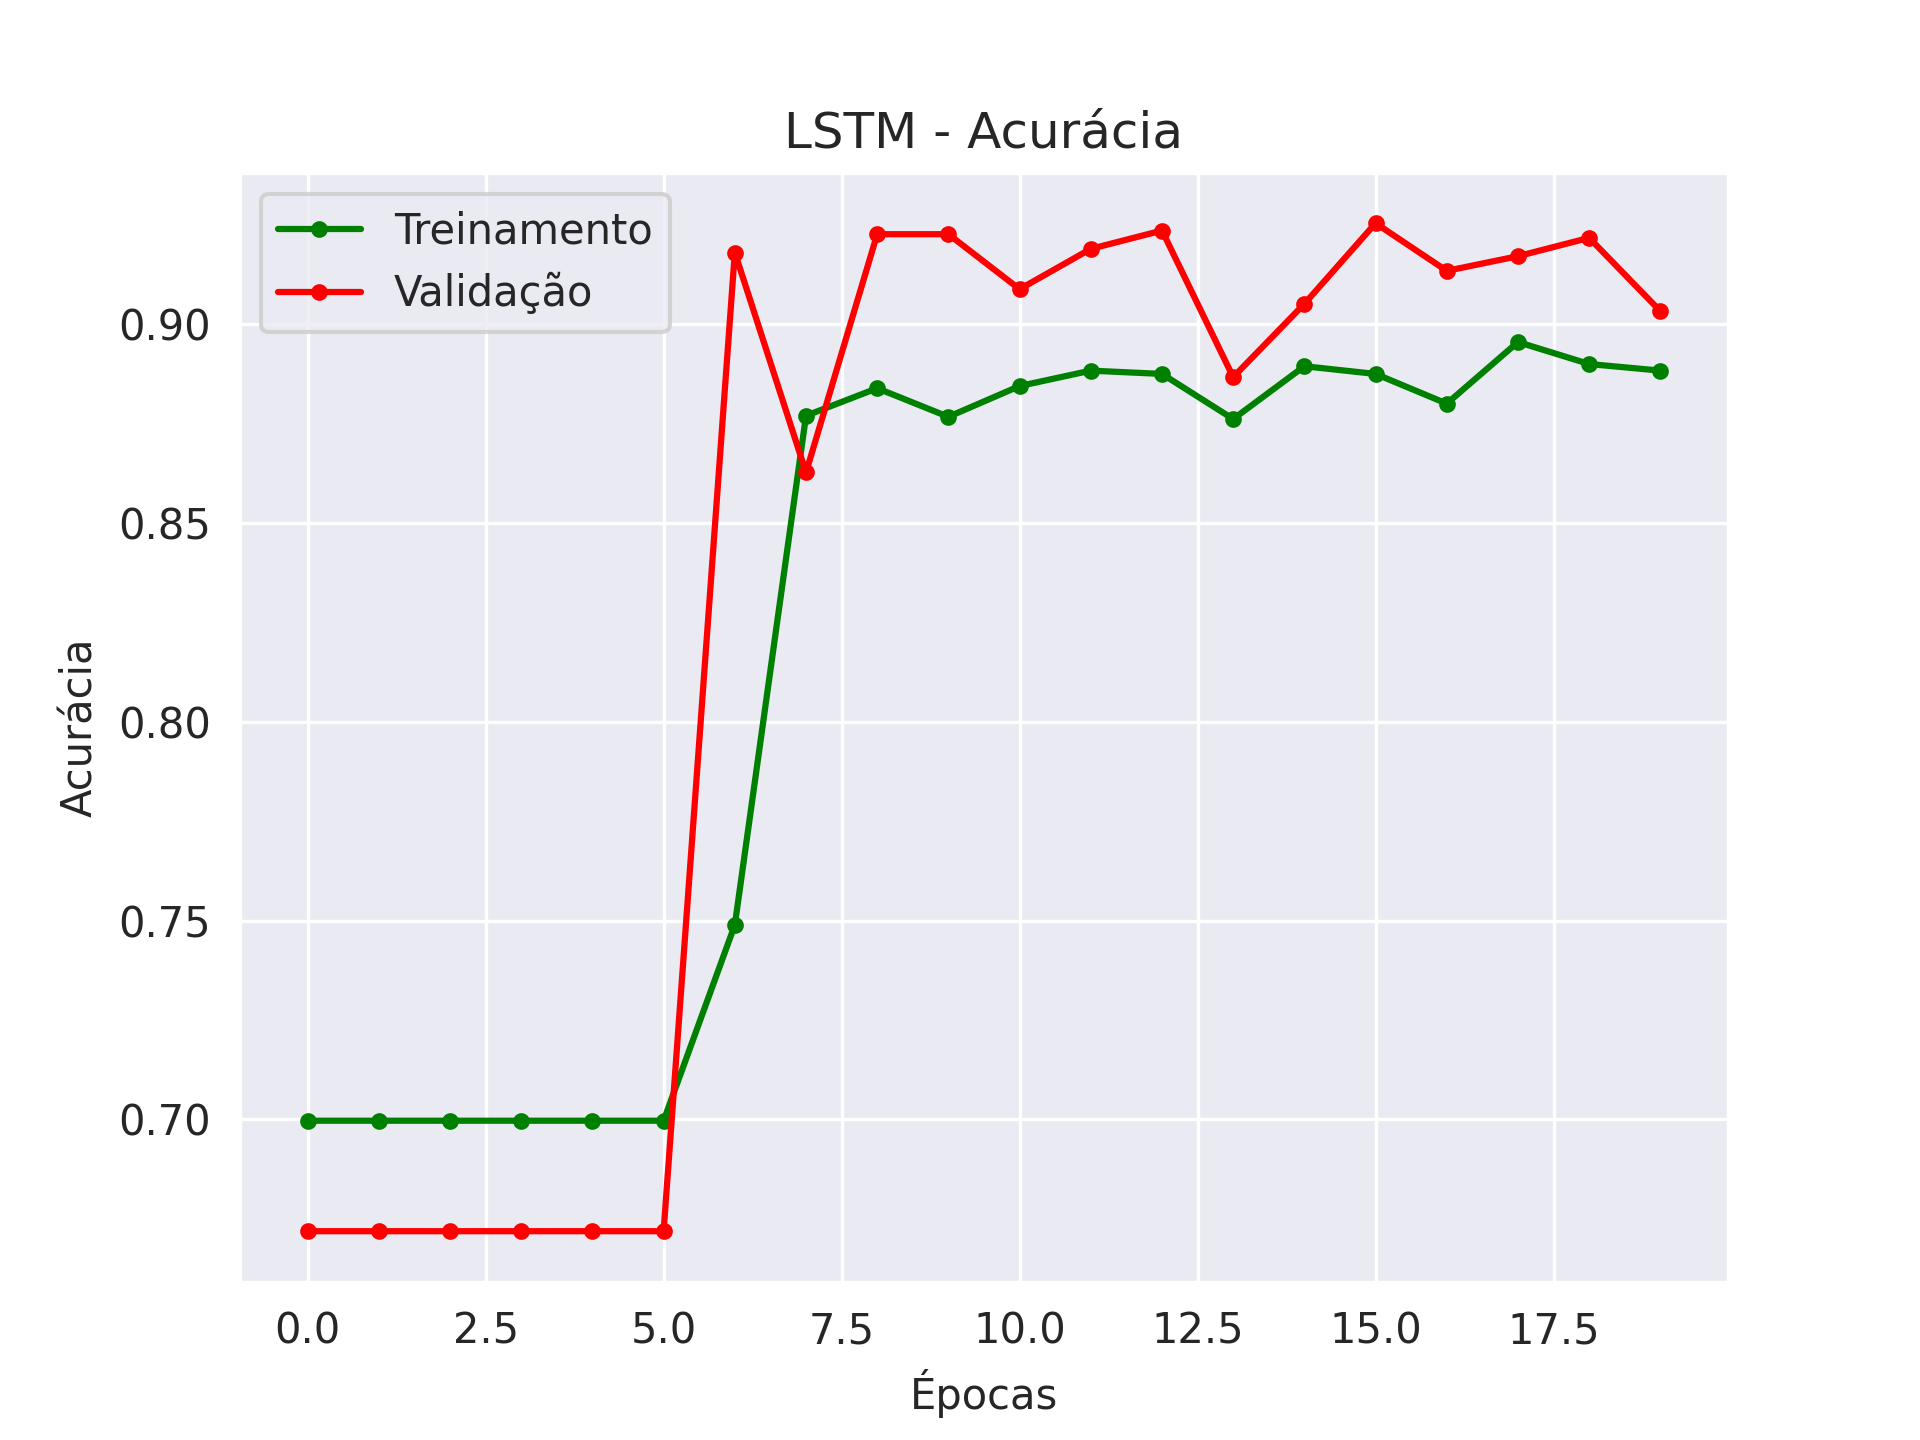 LSTM - Acurácia
Treinamento
Validação
0.90
0.85
0.80
0.75
0.70
Acurácia
0.0 2.5 5.0 7.5 10.0 12.5 15.0 17.5
Épocas